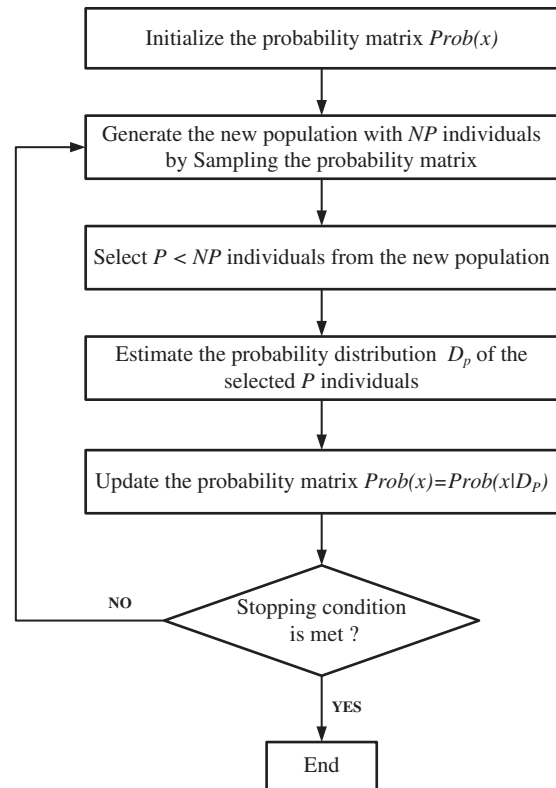 Initialize the probability matrix Prob(x)
Generate the new population with NP individuals
by Sampling the probability matrix
Select P < NP individuals from the new population
Estimate the probability distribution Dp of the
selected P individuals
Update the probability matrix Prob(x)=Prob(x|DP)
NO
Stopping condition
is met ?
YES
End